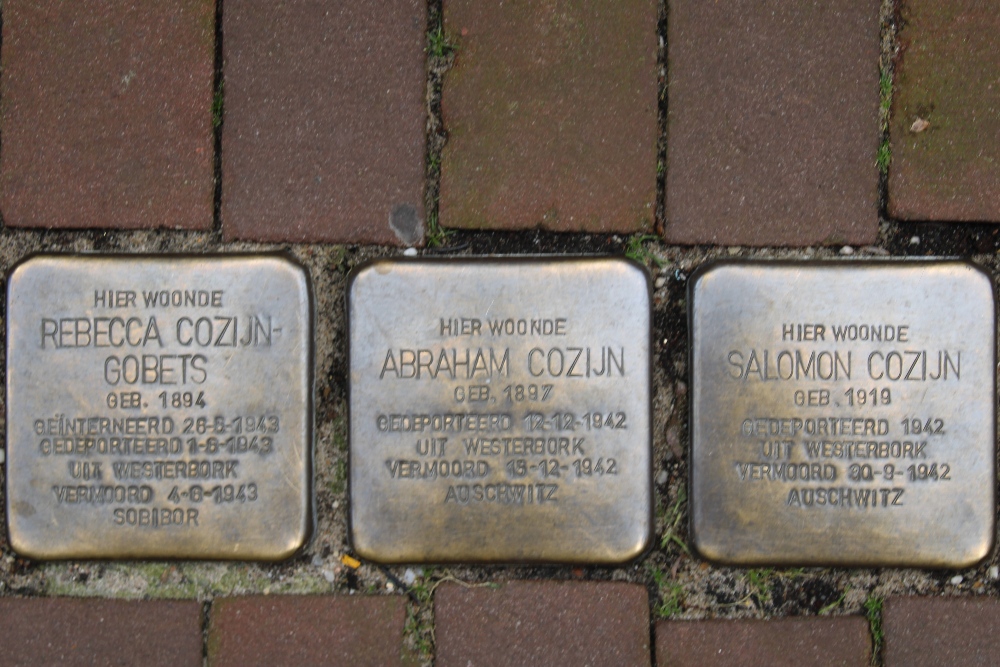 HIER WOONDE
REBECCA COZIJN-
GOBETS
GEB. 1894
GEÏNTERNEERD 26-5-1943
GEDEPORTEERD 1-6-1943
UIT WESTERBORK
VERMOORD 4-6-1943
SOBIBOR
HIER WOONDE
ABRAHAM COZIJN
GEB. 1897
GEDEPORTEERD 12-12-1942
UIT WESTERBORK
VERMOORD 15-12-1942
AUSCHWITZ
HIER WOONDE
SALOMON COZIJN
GEB. 1919
GEDEPORTEERD 1942
UIT WESTERBORK
VERMOORD 30-9-1942
AUSCHWITZ